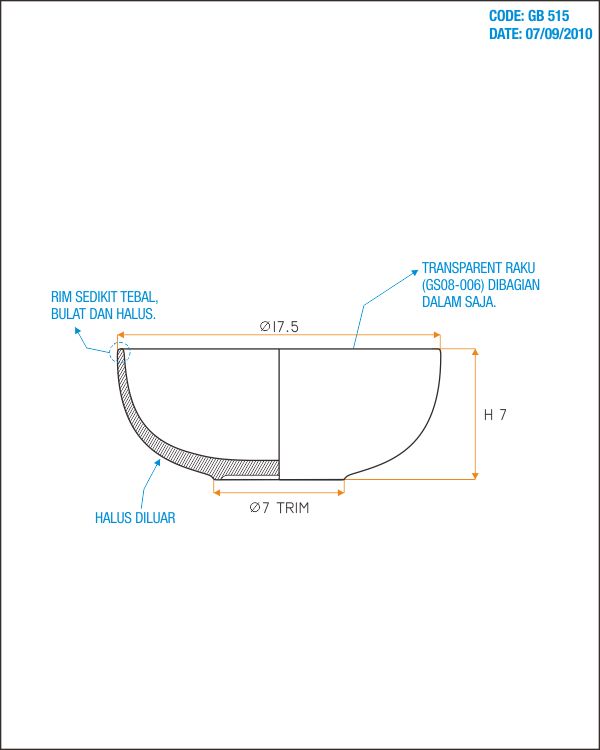 CODE: GB 515
DATE: 07/09/2010
TRANSPARENT RAKU
(GS08-006) DIBAGIAN
DALAM SAJA.
RIM SEDIKIT TEBAL,
BULAT DAN HALUS.
Ø17.5
H 7
Ø7 TRIM
HALUS DILUAR